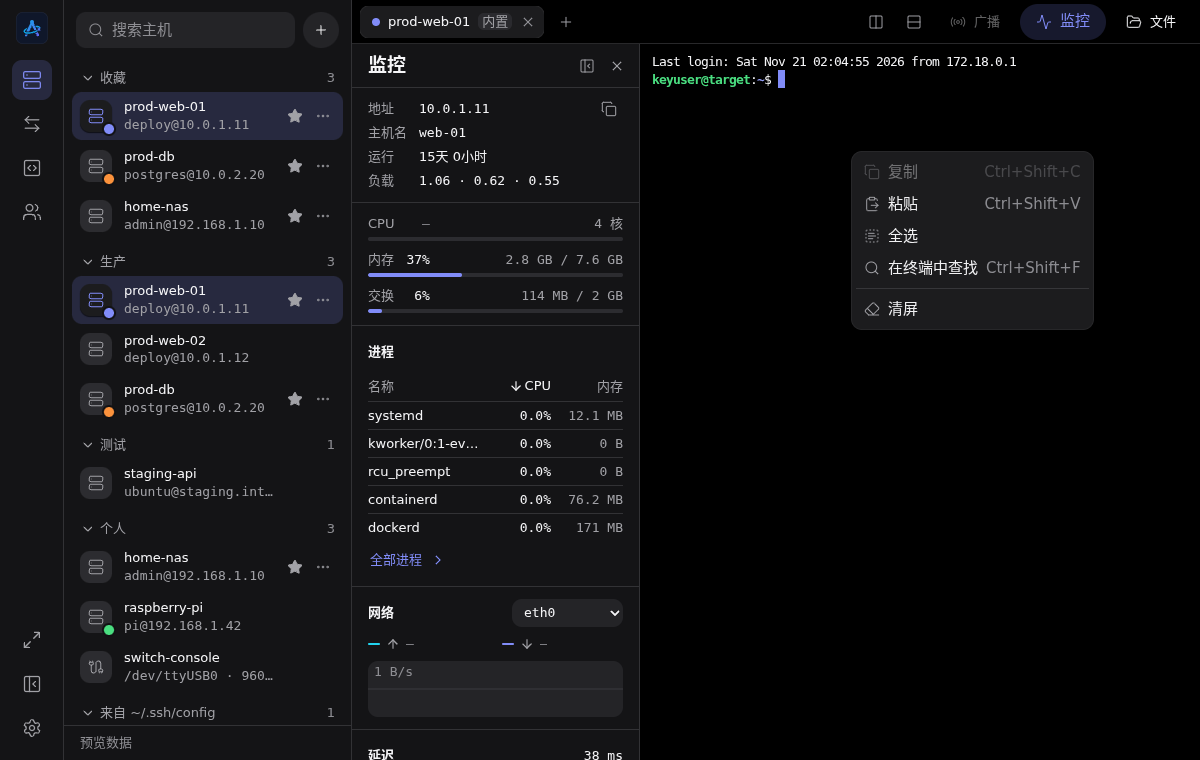 搜索主机
收藏 3
prod-web-01
deploy@10.0.1.11
prod-db
postgres@10.0.2.20
home-nas
admin@192.168.1.10
生产 3
prod-web-01
deploy@10.0.1.11
prod-web-02
deploy@10.0.1.12
prod-db
postgres@10.0.2.20
测试 1
staging-api
ubuntu@staging.int…
个人 3
home-nas
admin@192.168.1.10
raspberry-pi
pi@192.168.1.42
switch-console
/dev/ttyUSB0 · 960…
来自 ~/.ssh/config 1
预览数据
prod-web-01 内置
广播 监控 文件
监控
地址 10.0.1.11
主机名 web-01
运行 15天 0小时
负载 1.06 · 0.62 · 0.55
CPU — 4 核
内存 37% 2.8 GB / 7.6 GB
交换 6% 114 MB / 2 GB
进程
名称 CPU 内存
systemd 0.0% 12.1 MB
kworker/0:1-ev… 0.0% 0 B
rcu_preempt 0.0% 0 B
containerd 0.0% 76.2 MB
dockerd 0.0% 171 MB
全部进程
网络 eth0
↑ — ↓ —
1 B/s
延迟 38 ms
Last login: Sat Nov 21 02:04:55 2026 from 172.18.0.1
keyuser@target:~$
复制 Ctrl+Shift+C
粘贴 Ctrl+Shift+V
全选
在终端中查找 Ctrl+Shift+F
清屏